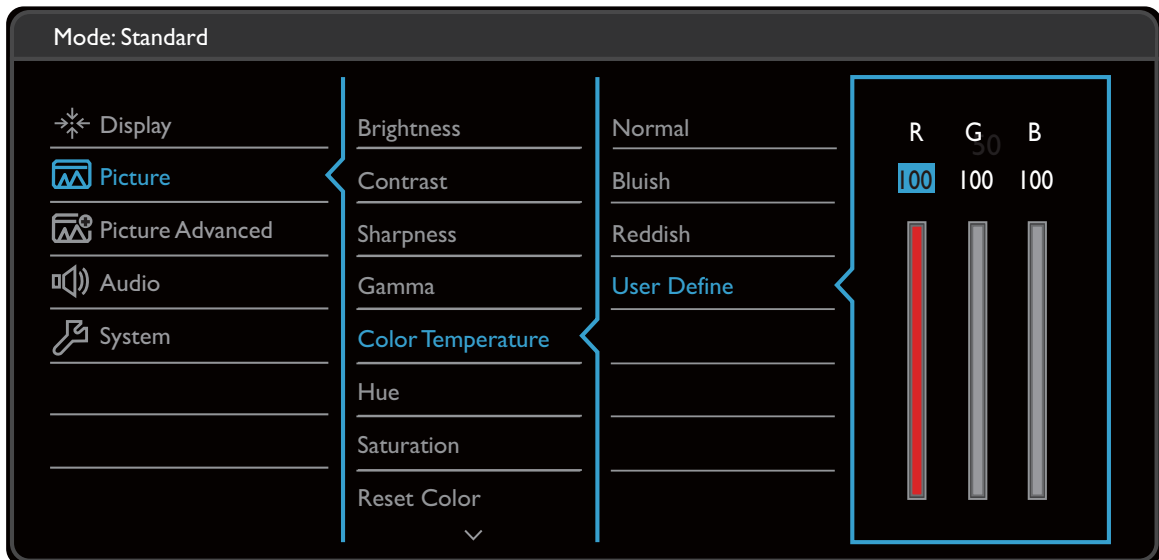 Mode: Standard
Display
Picture
Picture Advanced
Audio
System
Brightness
Contrast
Sharpness
Gamma
Color Temperature
Hue
Saturation
Reset Color
Normal
Bluish
Reddish
User Define
R G B
50
100 100 100